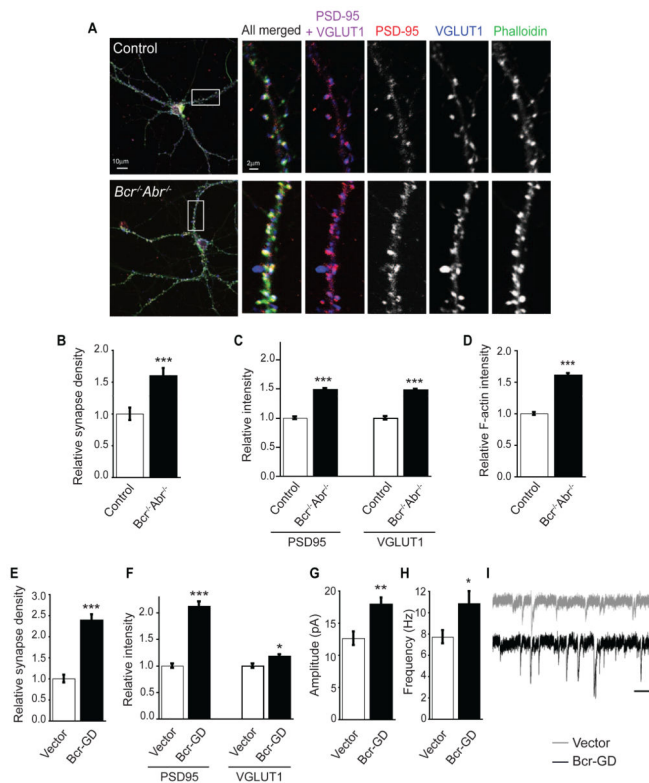 A
Control
10µm
Bcr-/-Abr-/-
All merged
PSD-95
+ VGLUT1
PSD-95
VGLUT1
Phalloidin
2µm
B
Relative synapse density
2.0
1.5
1.0
0.5
0.0
***
Control
Bcr-/-Abr-/-
C
Relative intensity
2.0
1.5
1.0
0.5
0.0
***
***
Control
Bcr-/-Abr-/-
Control
Bcr-/-Abr-/-
PSD95
VGLUT1
D
Relative F-actin intensity
2.0
1.5
1.0
0.5
0.0
***
Control
Bcr-/-Abr-/-
E
Relative synapse density
3.0
2.5
2.0
1.5
1.0
0.5
0.0
***
Vector
Bcr-GD
F
Relative intensity
2.0
1.5
1.0
0.5
0.0
***
*
Vector
Bcr-GD
Vector
Bcr-GD
PSD95
VGLUT1
G
Amplitude (pA)
20
15
10
5
0
**
Vector
Bcr-GD
H
Frequency (Hz)
12
10
8
6
4
2
0
*
Vector
Bcr-GD
I
Vector
Bcr-GD